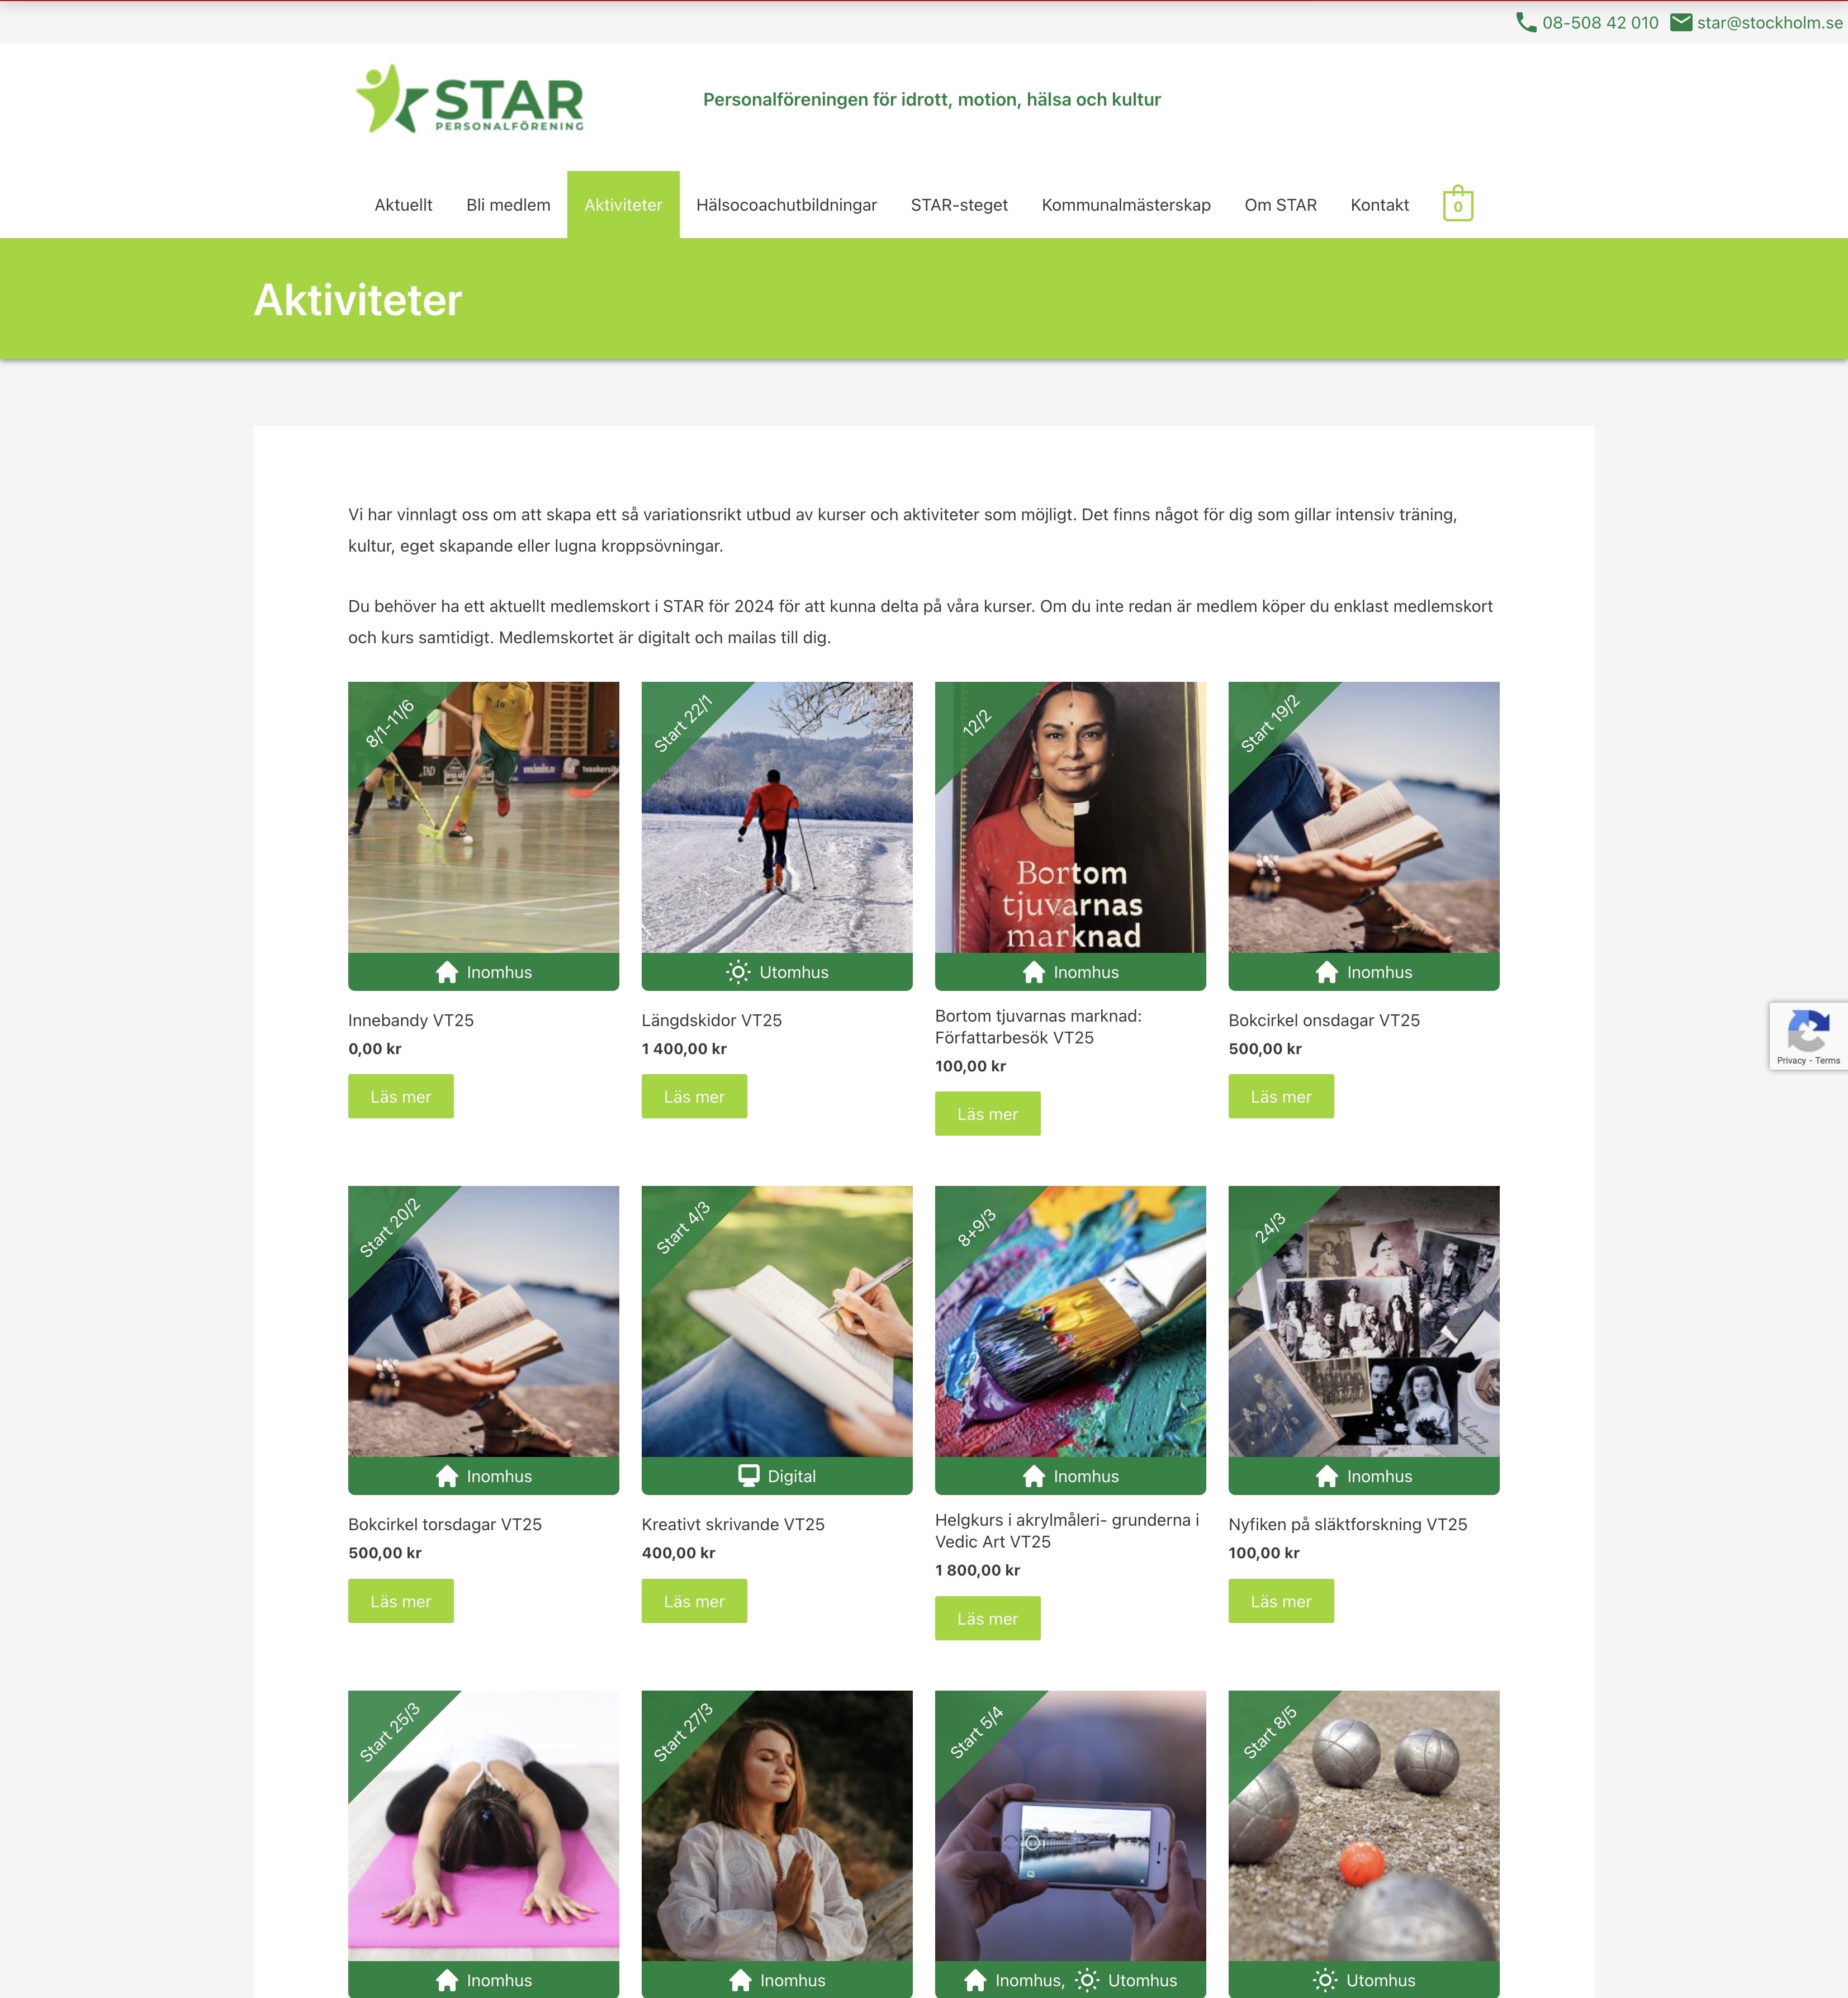 08-508 42 010 star@stockholm.se
STAR
PERSONALFÖRENING
Personalföreningen för idrott, motion, hälsa och kultur
Aktuellt Bli medlem Aktiviteter Hälsocoachutbildningar STAR-steget Kommunalmästerskap Om STAR Kontakt 0
Aktiviteter
Vi har vinnlagt oss om att skapa ett så variationsrikt utbud av kurser och aktiviteter som möjligt. Det finns något för dig som gillar intensiv träning,
kultur, eget skapande eller lugna kroppsövningar.
Du behöver ha ett aktuellt medlemskort i STAR för 2024 för att kunna delta på våra kurser. Om du inte redan är medlem köper du enklast medlemskort
och kurs samtidigt. Medlemskortet är digitalt och mailas till dig.
8/1-11/6
Inomhus
Innebandy VT25
0,00 kr
Läs mer
Start 22/1
Utomhus
Längdskidor VT25
1 400,00 kr
Läs mer
12/2
Bortom
tjuvarnas
marknad
Inomhus
Bortom tjuvarnas marknad:
Författarbesök VT25
100,00 kr
Läs mer
Start 19/2
Inomhus
Bokcirkel onsdagar VT25
500,00 kr
Läs mer
Privacy - Terms
Start 20/2
Inomhus
Bokcirkel torsdagar VT25
500,00 kr
Läs mer
Start 4/3
Digital
Kreativt skrivande VT25
400,00 kr
Läs mer
8+9/3
Inomhus
Helgkurs i akrylmåleri- grunderna i
Vedic Art VT25
1 800,00 kr
Läs mer
24/3
Inomhus
Nyfiken på släktforskning VT25
100,00 kr
Läs mer
Start 25/3
Inomhus
Start 27/3
Inomhus
Start 5/4
Inomhus, Utomhus
Start 8/5
Utomhus